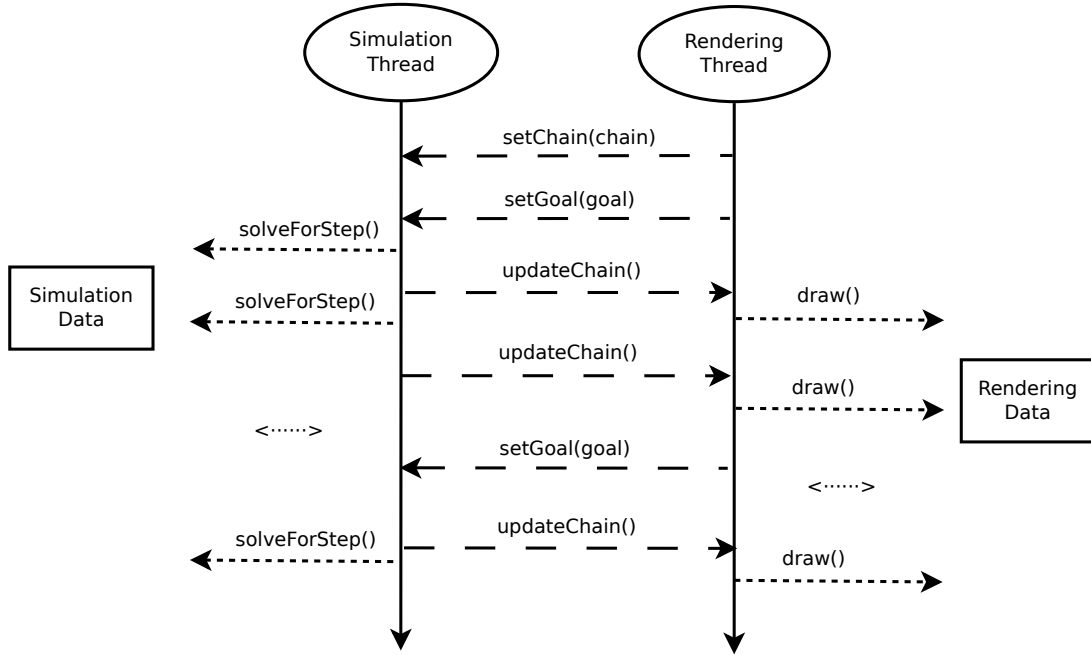 Simulation
Thread
Rendering
Thread
setChain(chain)
setGoal(goal)
solveForStep()
updateChain()
Simulation
Data
solveForStep()
draw()
updateChain()
draw()
Rendering
Data
<······>
setGoal(goal)
<······>
solveForStep()
updateChain()
draw()